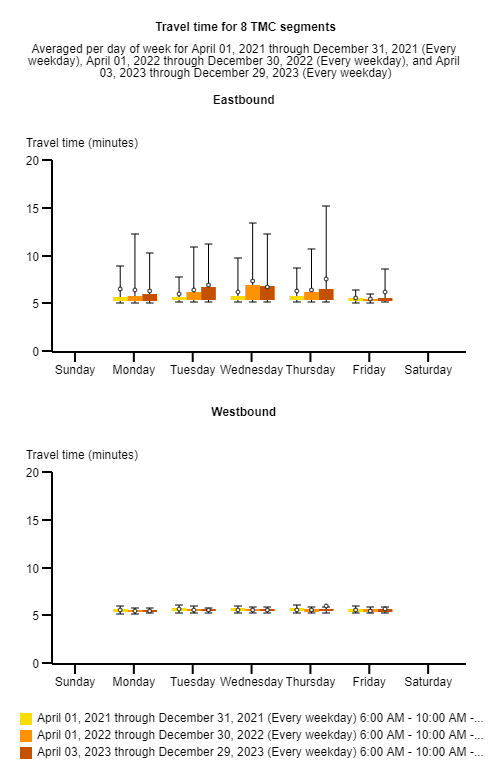 Travel time for 8 TMC segments
Averaged per day of week for April 01, 2021 through December 31, 2021 (Every
weekday), April 01, 2022 through December 30, 2022 (Every weekday), and April
03, 2023 through December 29, 2023 (Every weekday)
Eastbound
Travel time (minutes)
20
15
10
5
0
Sunday Monday Tuesday Wednesday Thursday Friday Saturday
Westbound
Travel time (minutes)
20
15
10
5
0
Sunday Monday Tuesday Wednesday Thursday Friday Saturday
April 01, 2021 through December 31, 2021 (Every weekday) 6:00 AM - 10:00 AM -...
April 01, 2022 through December 30, 2022 (Every weekday) 6:00 AM - 10:00 AM -...
April 03, 2023 through December 29, 2023 (Every weekday) 6:00 AM - 10:00 AM -...